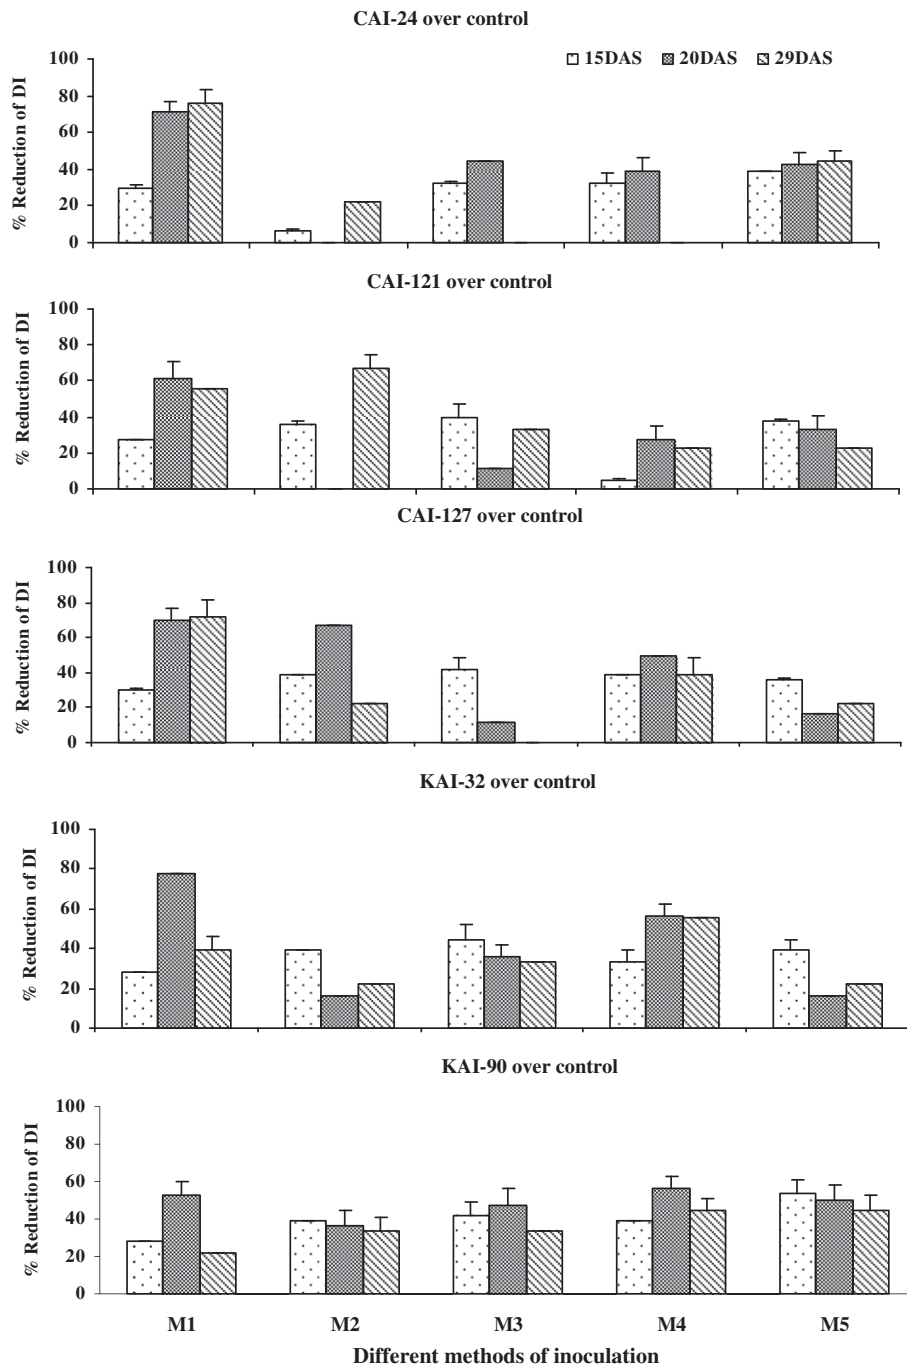 CAI-24 over control
15DAS 20DAS 29DAS
% Reduction of DI
100
80
60
40
20
0
CAI-121 over control
% Reduction of DI
100
80
60
40
20
0
CAI-127 over control
% Reduction of DI
100
80
60
40
20
0
KAI-32 over control
% Reduction of DI
100
80
60
40
20
0
KAI-90 over control
% Reduction of DI
100
80
60
40
20
0
M1 M2 M3 M4 M5
Different methods of inoculation